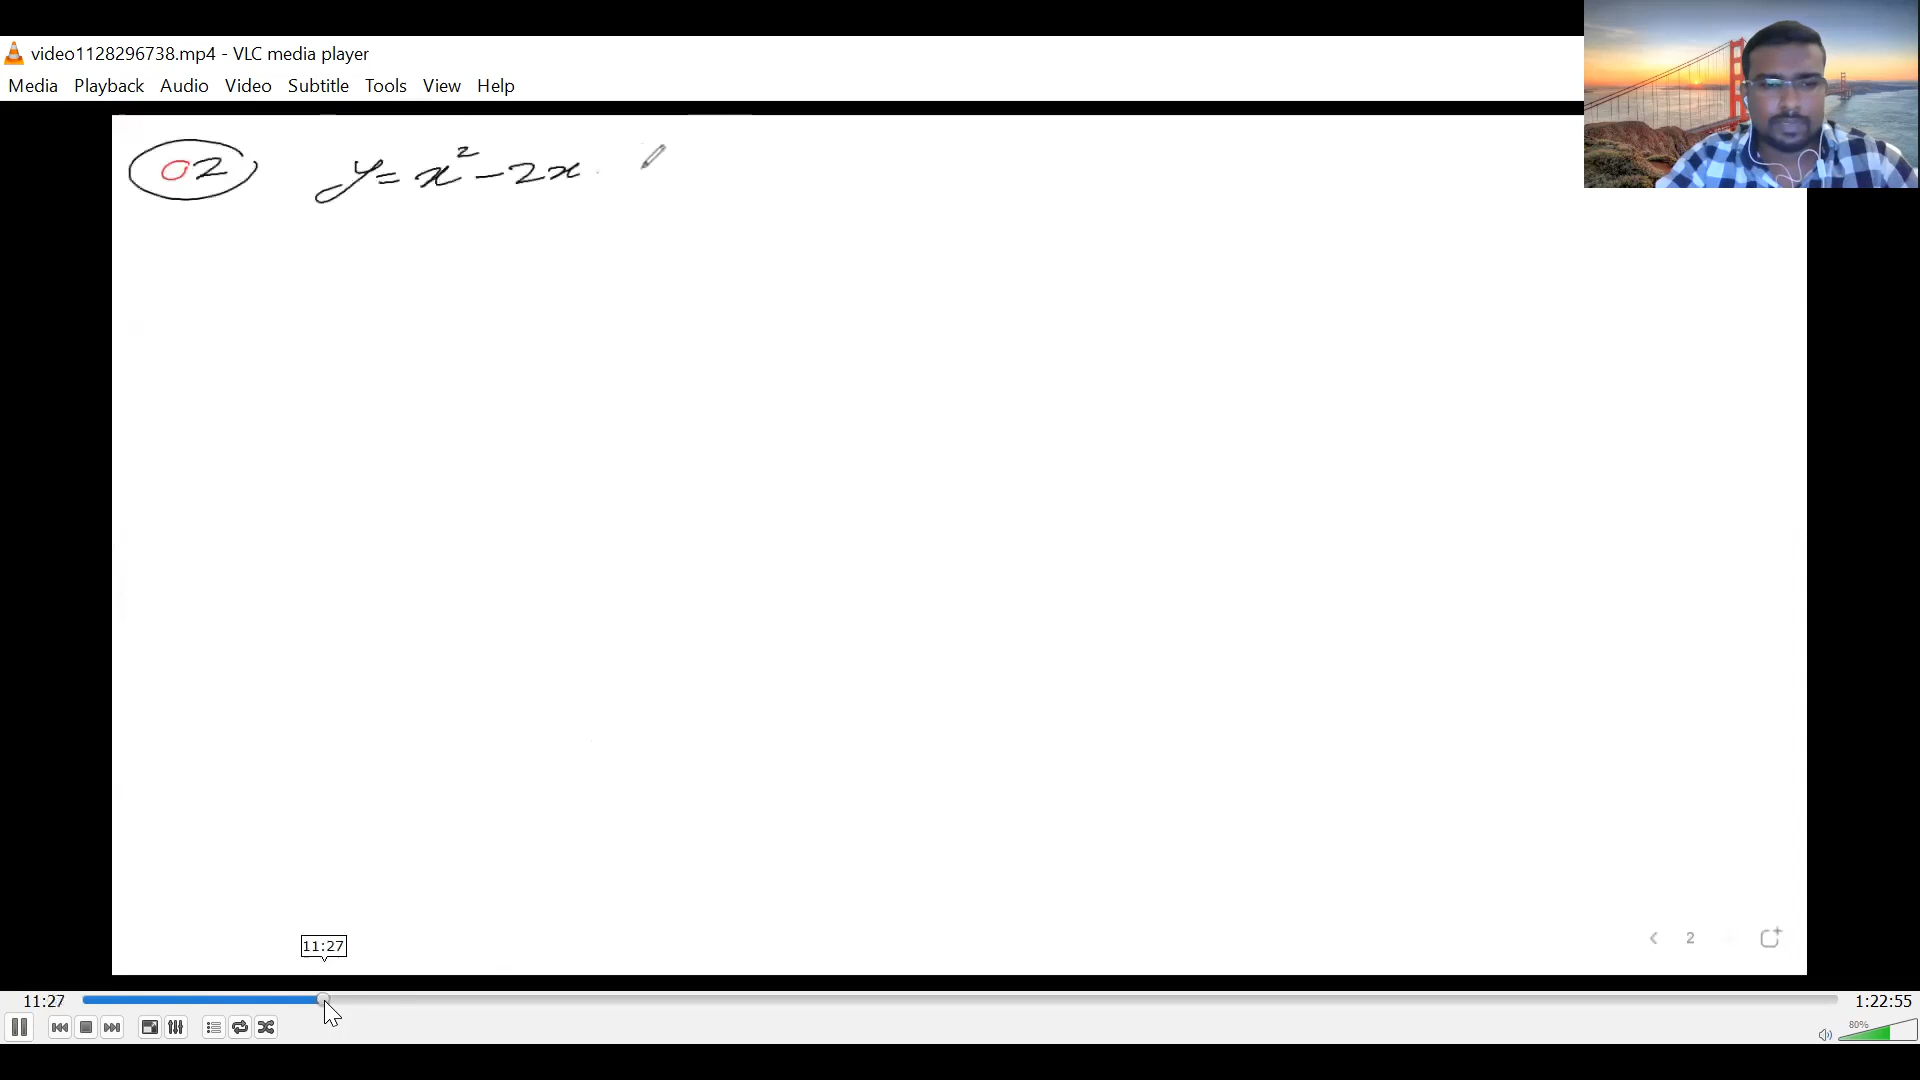 video1128296738.mp4 - VLC media player
Media Playback Audio Video Subtitle Tools View Help
02 y = x² - 2x
< 2
11:27
11:27 1:22:55
80%